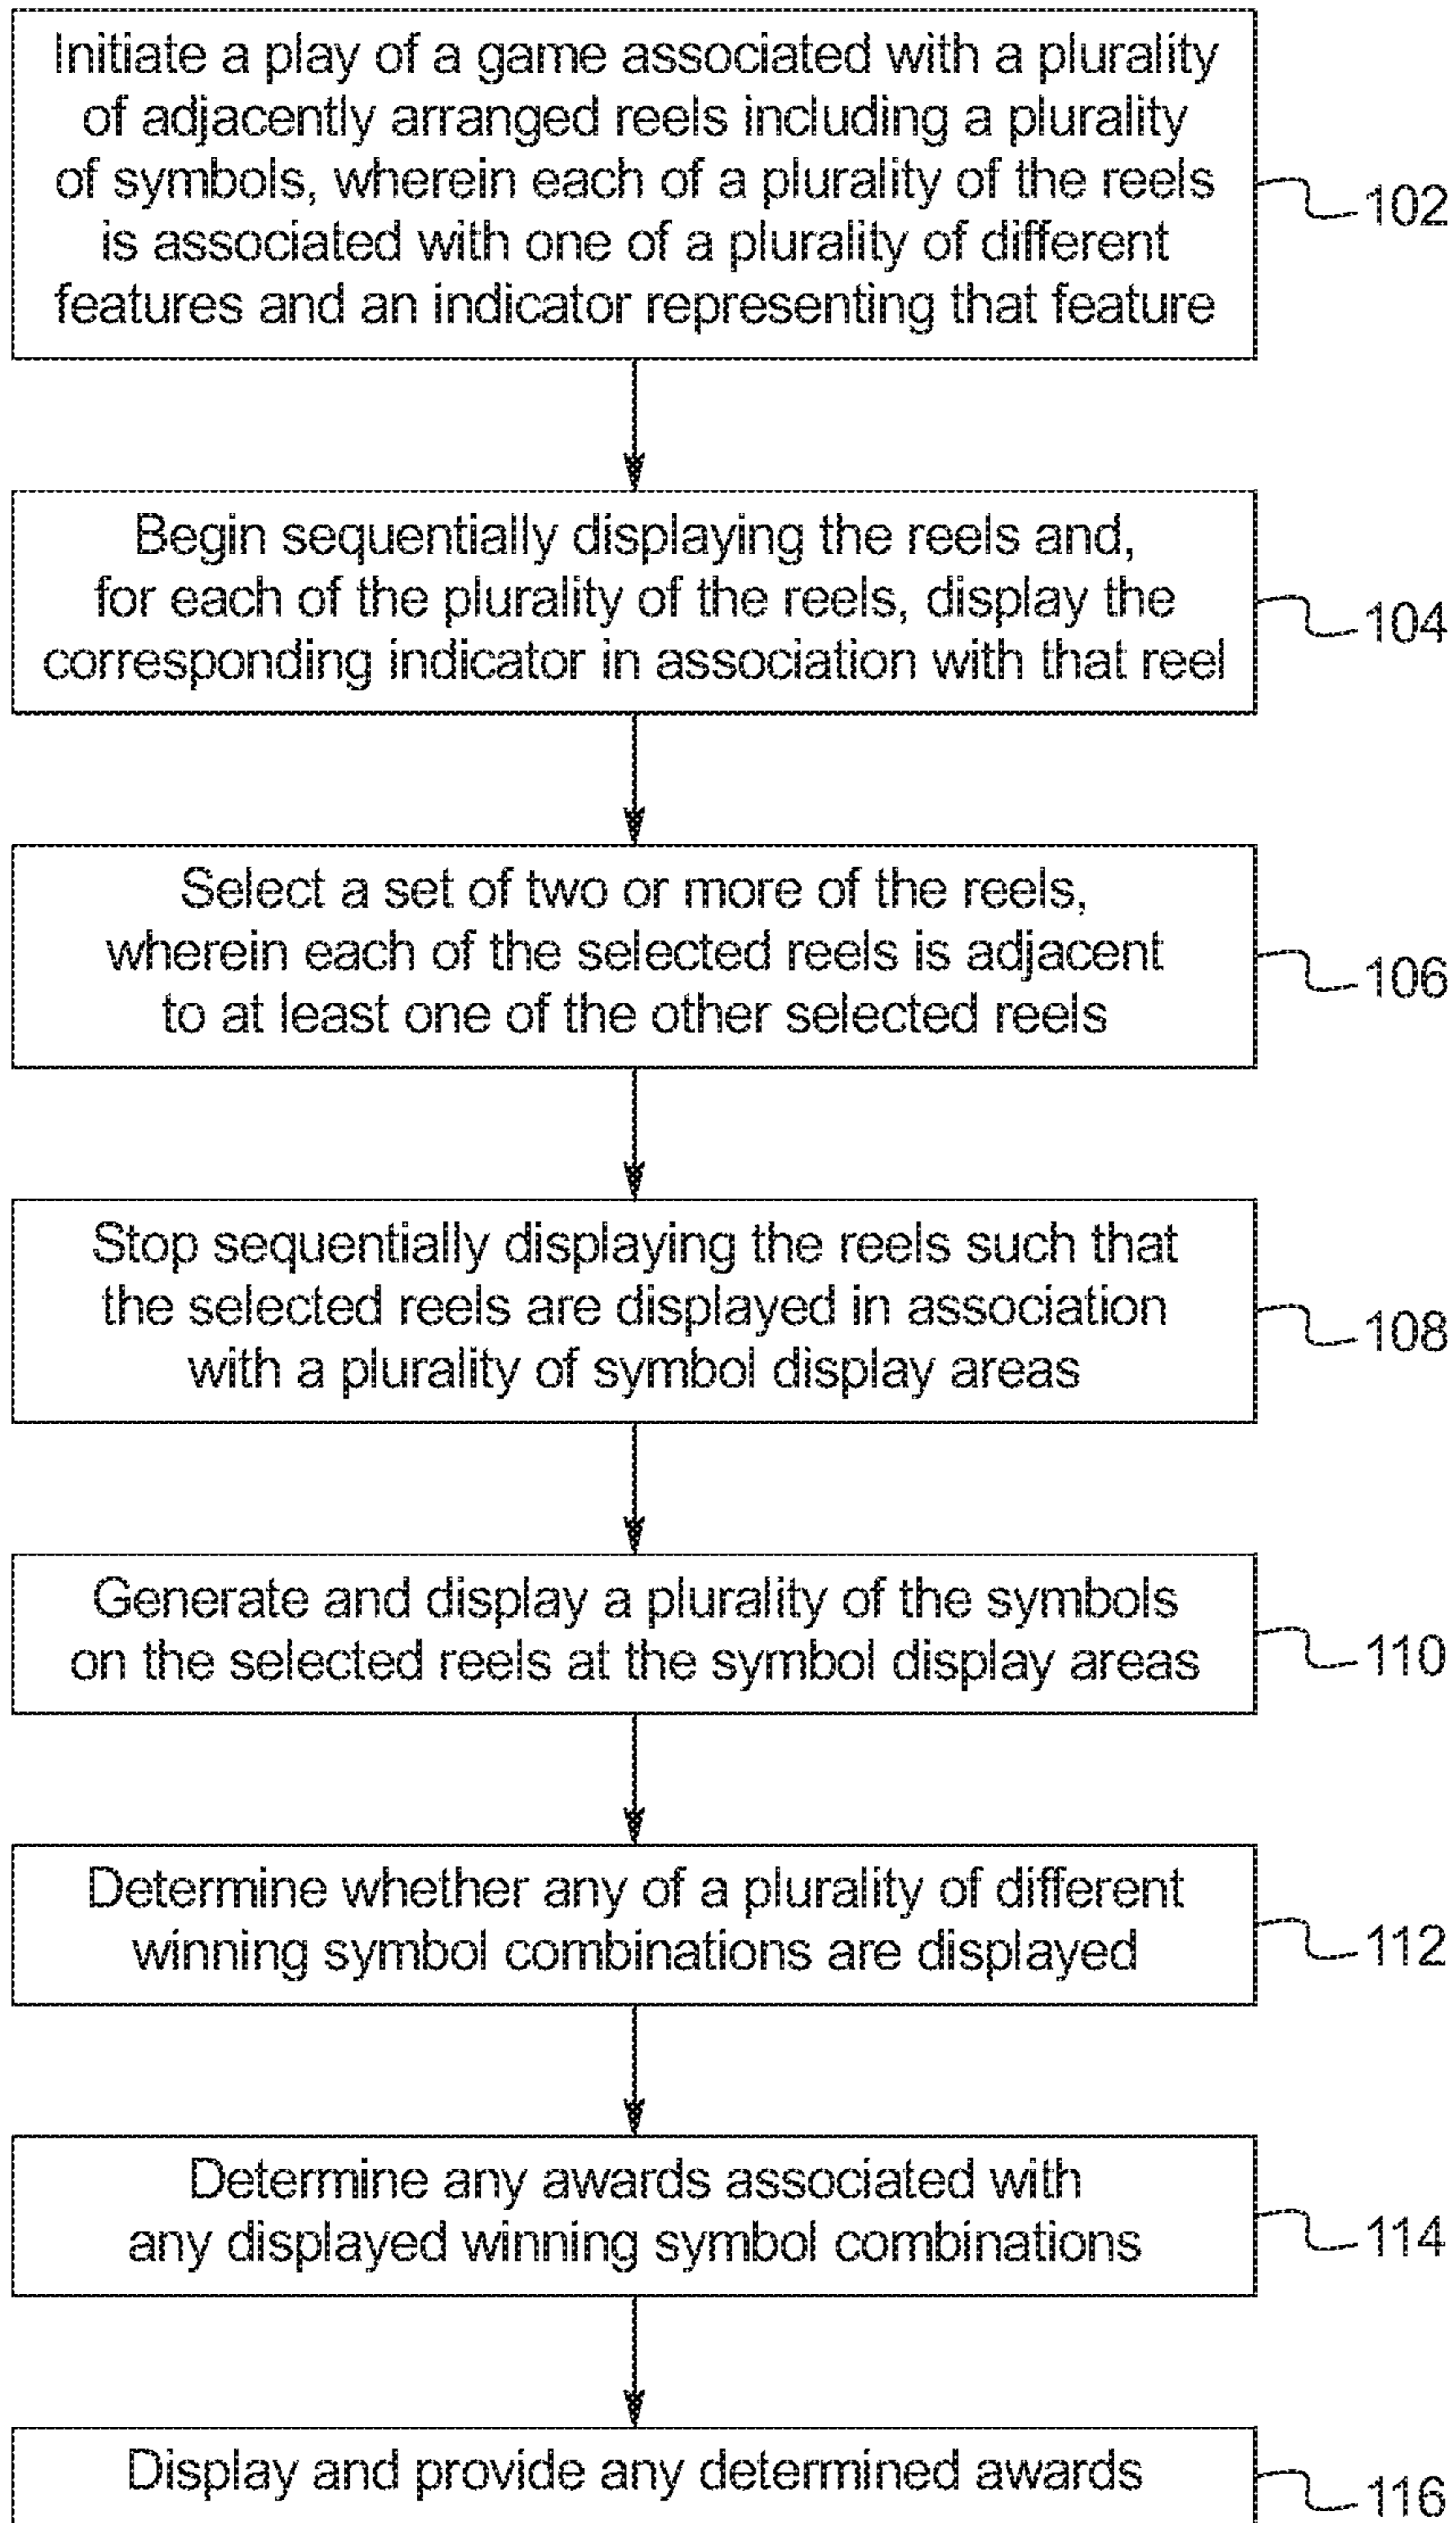 Initiate a play of a game associated with a plurality
of adjacently arranged reels including a plurality
of symbols, wherein each of a plurality of the reels
is associated with one of a plurality of different
features and an indicator representing that feature
102
Begin sequentially displaying the reels and,
for each of the plurality of the reels, display the
corresponding indicator in association with that reel
104
Select a set of two or more of the reels,
wherein each of the selected reels is adjacent
to at least one of the other selected reels
106
Stop sequentially displaying the reels such that
the selected reels are displayed in association
with a plurality of symbol display areas
108
Generate and display a plurality of the symbols
on the selected reels at the symbol display areas
110
Determine whether any of a plurality of different
winning symbol combinations are displayed
112
Determine any awards associated with
any displayed winning symbol combinations
114
Display and provide any determined awards
116